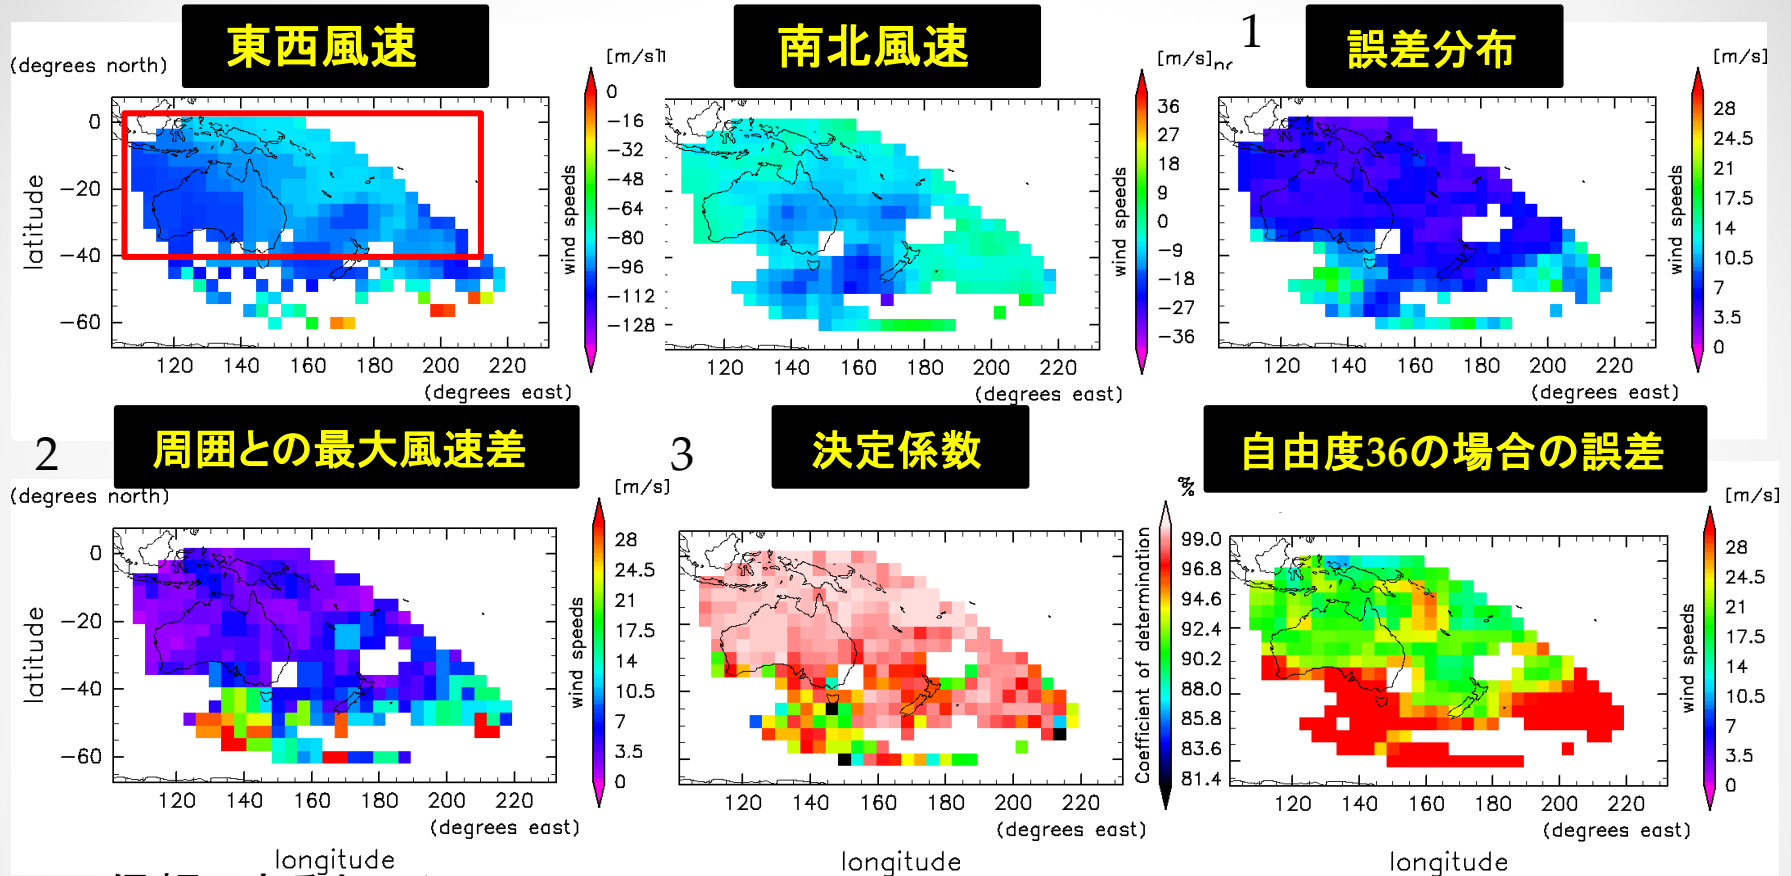 東西風速
(degrees north)
[m/s]
latitude
0
−20
−40
−60
120 140 160 180 200 220
(degrees east)
0
−16
−32
−48
−64
−80
−96
−112
−128
wind speeds
南北風速
[m/s]
120 140 160 180 200 220
(degrees east)
36
27
18
9
0
−9
−18
−27
−36
wind speeds
1
誤差分布
[m/s]
120 140 160 180 200 220
(degrees east)
28
24.5
21
17.5
14
10.5
7
3.5
0
wind speeds
2
周囲との最大風速差
(degrees north)
[m/s]
latitude
0
−20
−40
−60
120 140 160 180 200 220
(degrees east)
longitude
28
24.5
21
17.5
14
10.5
7
3.5
0
wind speeds
3
決定係数
%
120 140 160 180 200 220
(degrees east)
longitude
99.0
96.8
94.6
92.4
90.2
88.0
85.8
83.6
81.4
Coefficient of determination
自由度36の場合の誤差
[m/s]
120 140 160 180 200 220
(degrees east)
longitude
28
24.5
21
17.5
14
10.5
7
3.5
0
wind speeds